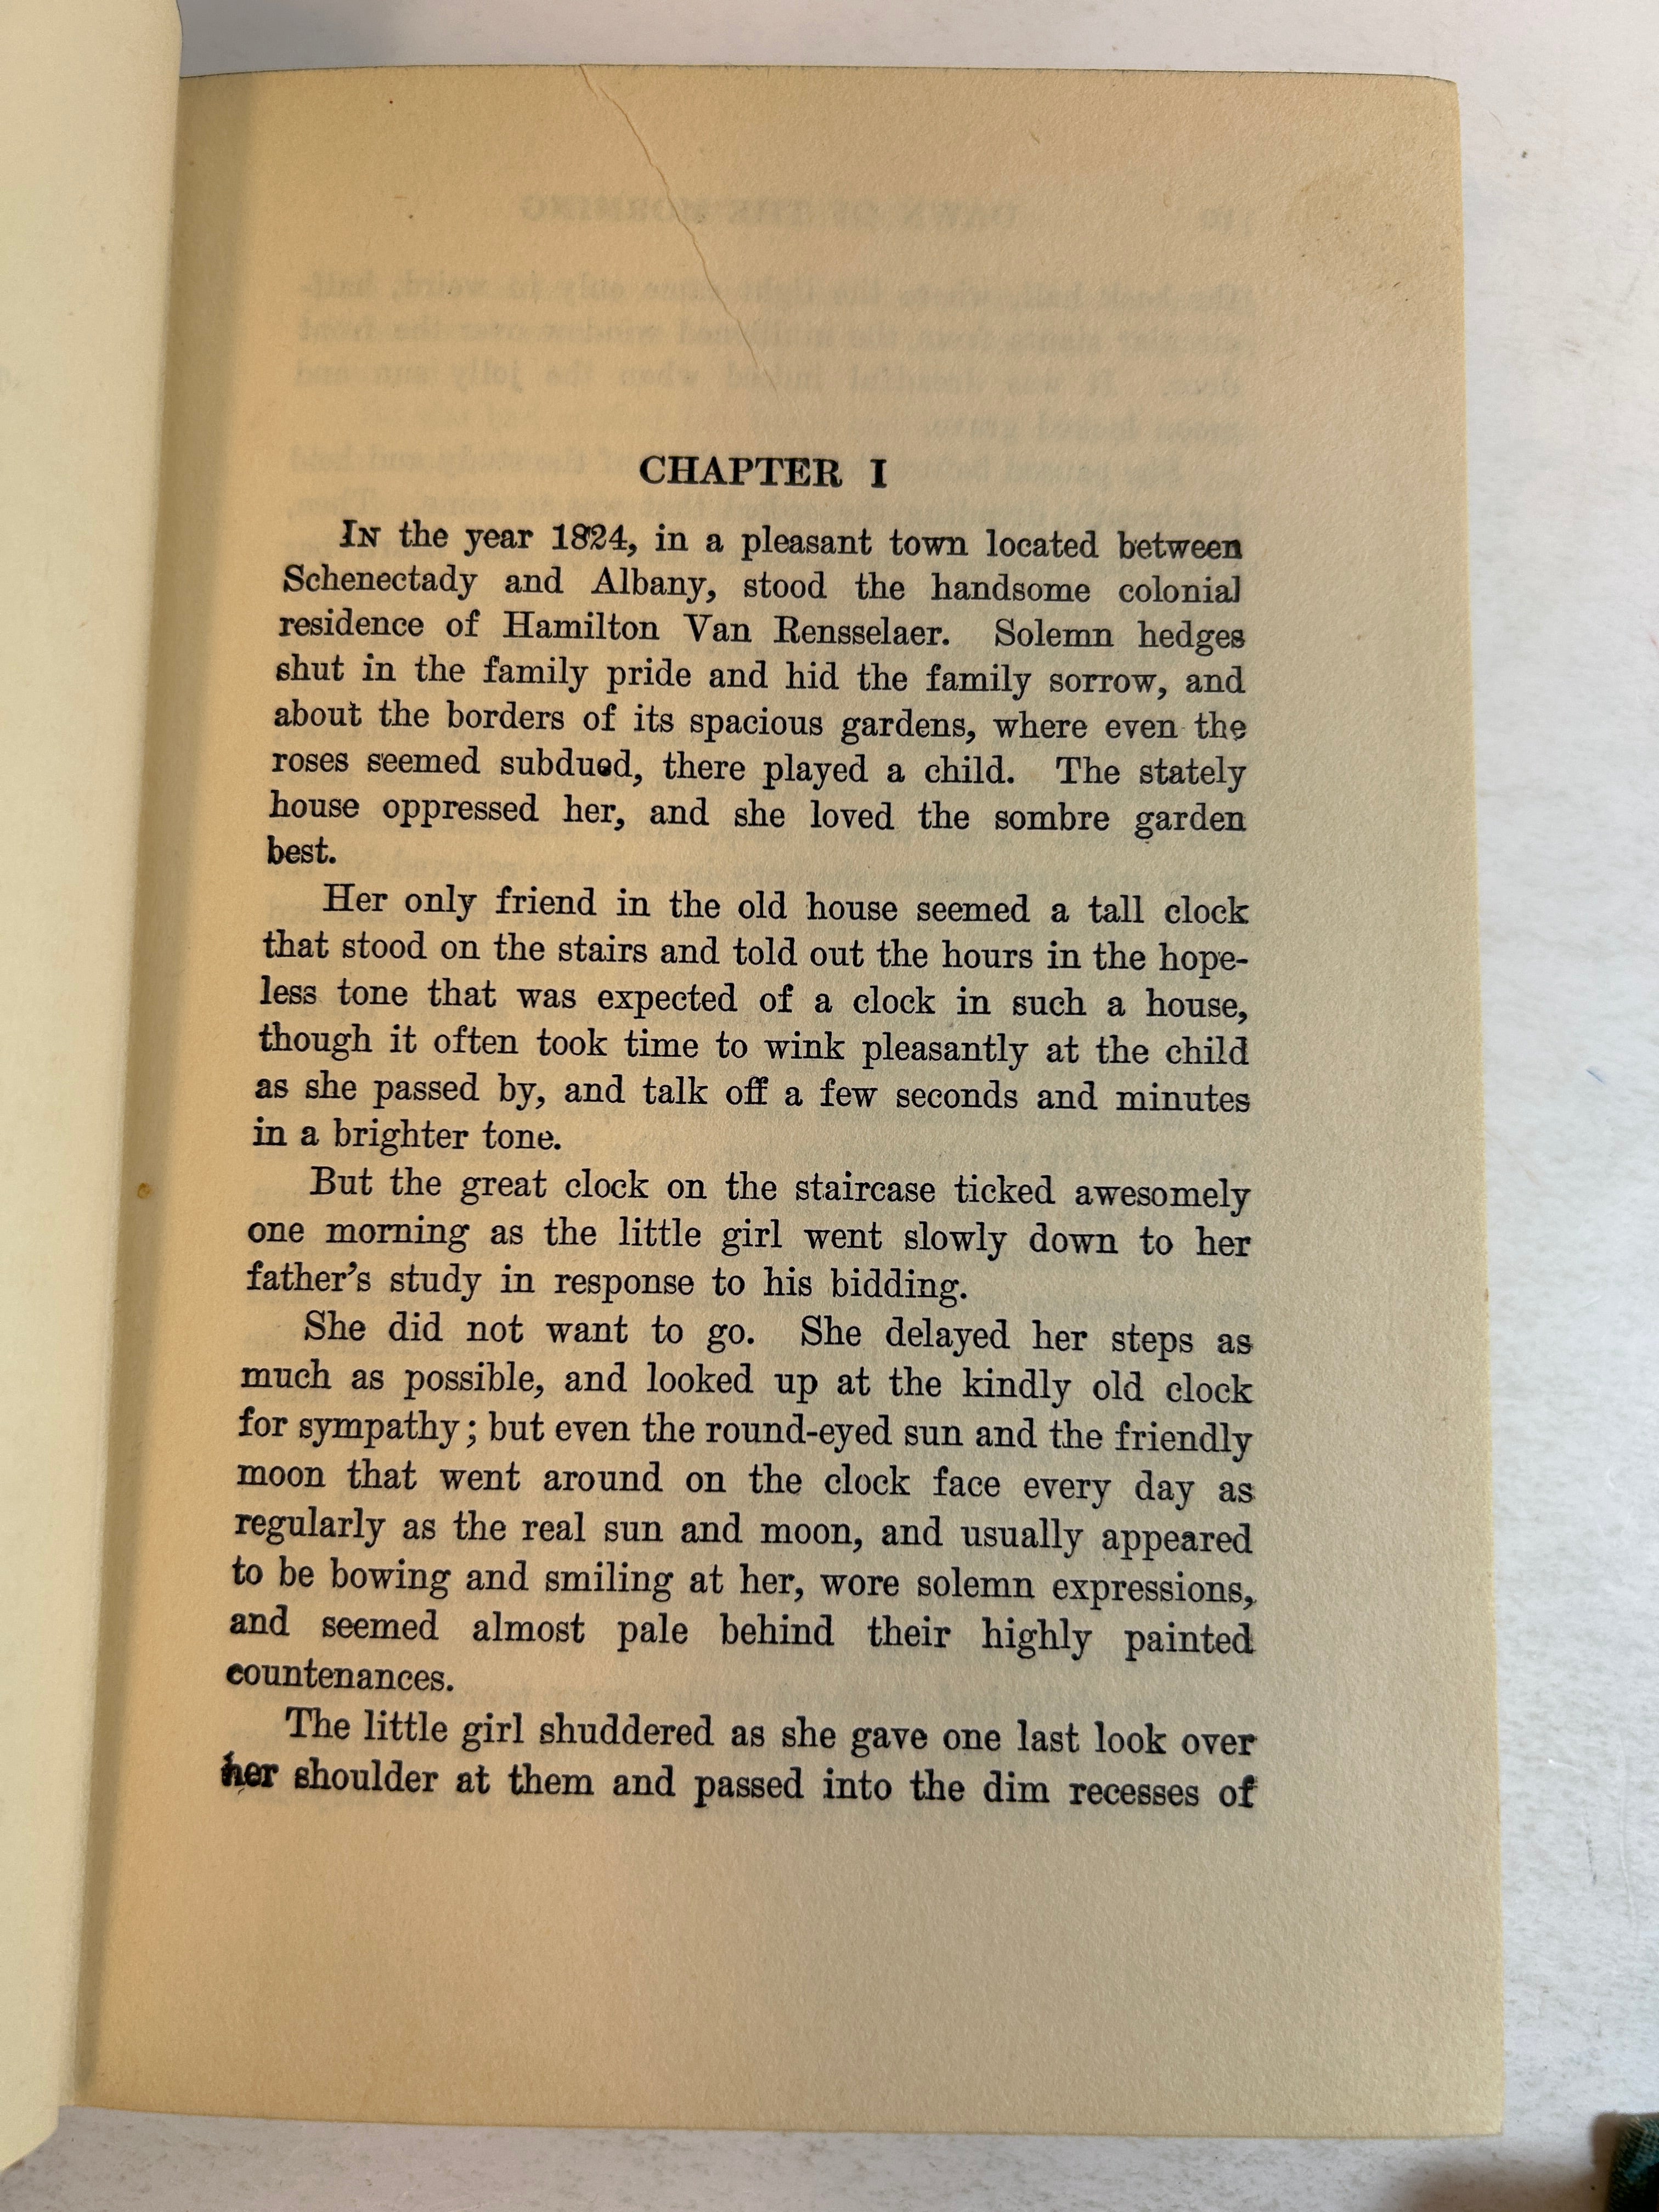 CHAPTER I
In the year 1824, in a pleasant town located between
Schenectady and Albany, stood the handsome colonial
residence of Hamilton Van Rensselaer. Solemn hedges
shut in the family pride and hid the family sorrow, and
about the borders of its spacious gardens, where even the
roses seemed subdued, there played a child. The stately
house oppressed her, and she loved the sombre garden
best.
Her only friend in the old house seemed a tall clock
that stood on the stairs and told out the hours in the hope-
less tone that was expected of a clock in such a house,
though it often took time to wink pleasantly at the child
as she passed by, and talk off a few seconds and minutes
in a brighter tone.
But the great clock on the staircase ticked awesomely
one morning as the little girl went slowly down to her
father's study in response to his bidding.
She did not want to go. She delayed her steps as
much as possible, and looked up at the kindly old clock
for sympathy; but even the round-eyed sun and the friendly
moon that went around on the clock face every day as
regularly as the real sun and moon, and usually appeared
to be bowing and smiling at her, wore solemn expressions,
and seemed almost pale behind their highly painted
countenances.
The little girl shuddered as she gave one last look over
her shoulder at them and passed into the dim recesses of